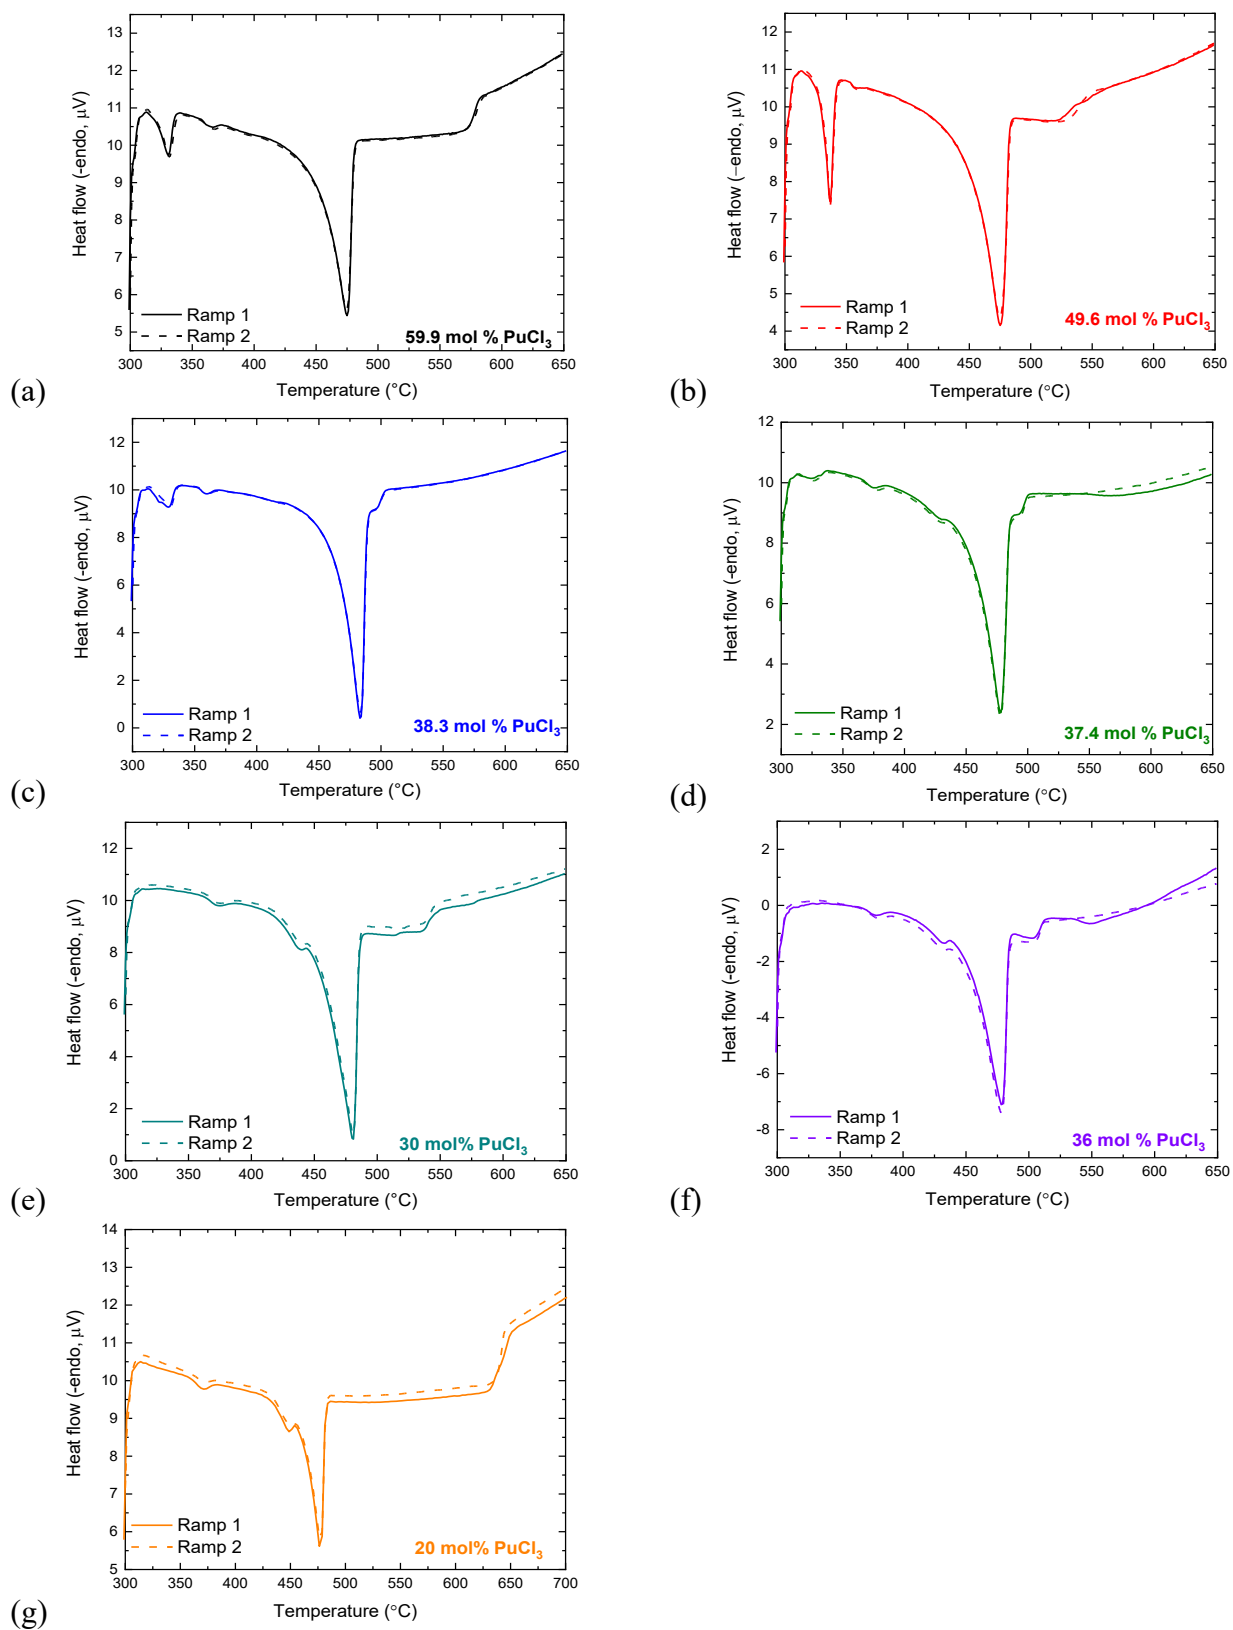 13
12
11
10
9
8
7
6
5
Heat flow (-endo, μV)
Ramp 1
Ramp 2
59.9 mol % PuCl3
300 350 400 450 500 550 600 650
Temperature (°C)
(a)
12
11
10
9
8
7
6
5
4
Heat flow (−endo, μV)
Ramp 1
Ramp 2
49.6 mol % PuCl3
300 350 400 450 500 550 600 650
Temperature (°C)
(b)
12
10
8
6
4
2
0
Heat flow (-endo, μV)
Ramp 1
Ramp 2
38.3 mol % PuCl3
300 350 400 450 500 550 600 650
Temperature (°C)
(c)
12
10
8
6
4
2
Heat flow (-endo, μV)
Ramp 1
Ramp 2
37.4 mol % PuCl3
300 350 400 450 500 550 600 650
Temperature (°C)
(d)
12
10
8
6
4
2
0
Heat flow (-endo, μV)
Ramp 1
Ramp 2
30 mol% PuCl3
300 350 400 450 500 550 600 650
Temperature (°C)
(e)
2
0
-2
-4
-6
-8
Heat flow (-endo, μV)
Ramp 1
Ramp 2
36 mol % PuCl3
300 350 400 450 500 550 600 650
Temperature (°C)
(f)
14
13
12
11
10
9
8
7
6
5
Heat flow (-endo, μV)
Ramp 1
Ramp 2
20 mol% PuCl3
300 350 400 450 500 550 600 650 700
Temperature (°C)
(g)